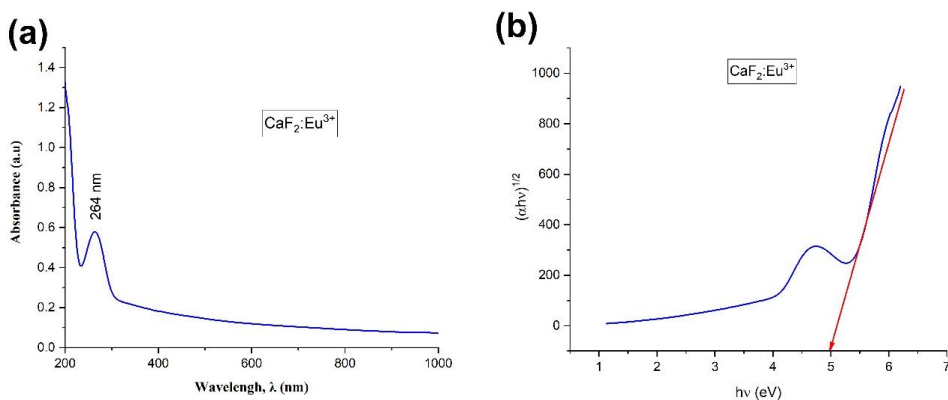 (a)
1.4
1.2
1.0
0.8
0.6
0.4
0.2
0.0
Absorbance (a.u)
CaF₂:Eu³⁺
264 nm
200 400 600 800 1000
Wavelengh, λ (nm)
(b)
1000
800
600
400
200
0
(αhν)¹/²
CaF₂:Eu³⁺
1 2 3 4 5 6 7
hν (eV)